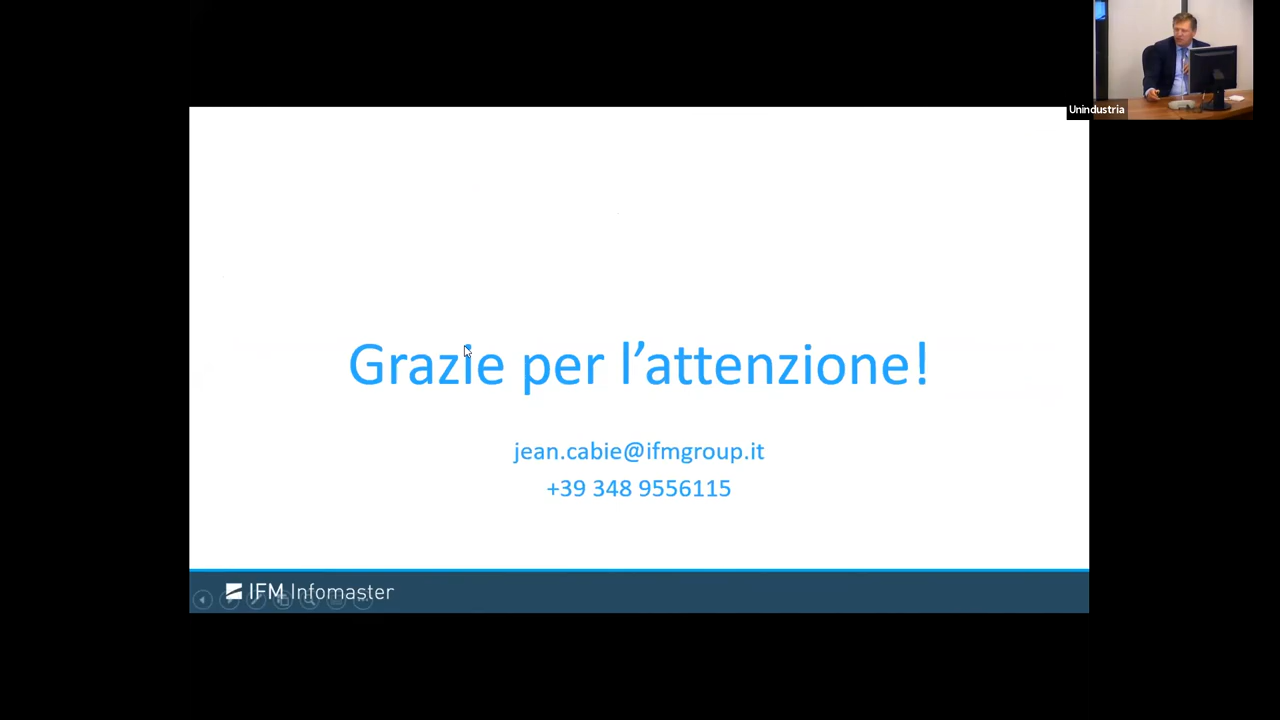 Unindustria
Grazie per l'attenzione!
jean.cabie@ifmgroup.it
+39 348 9556115
IFM Infomaster